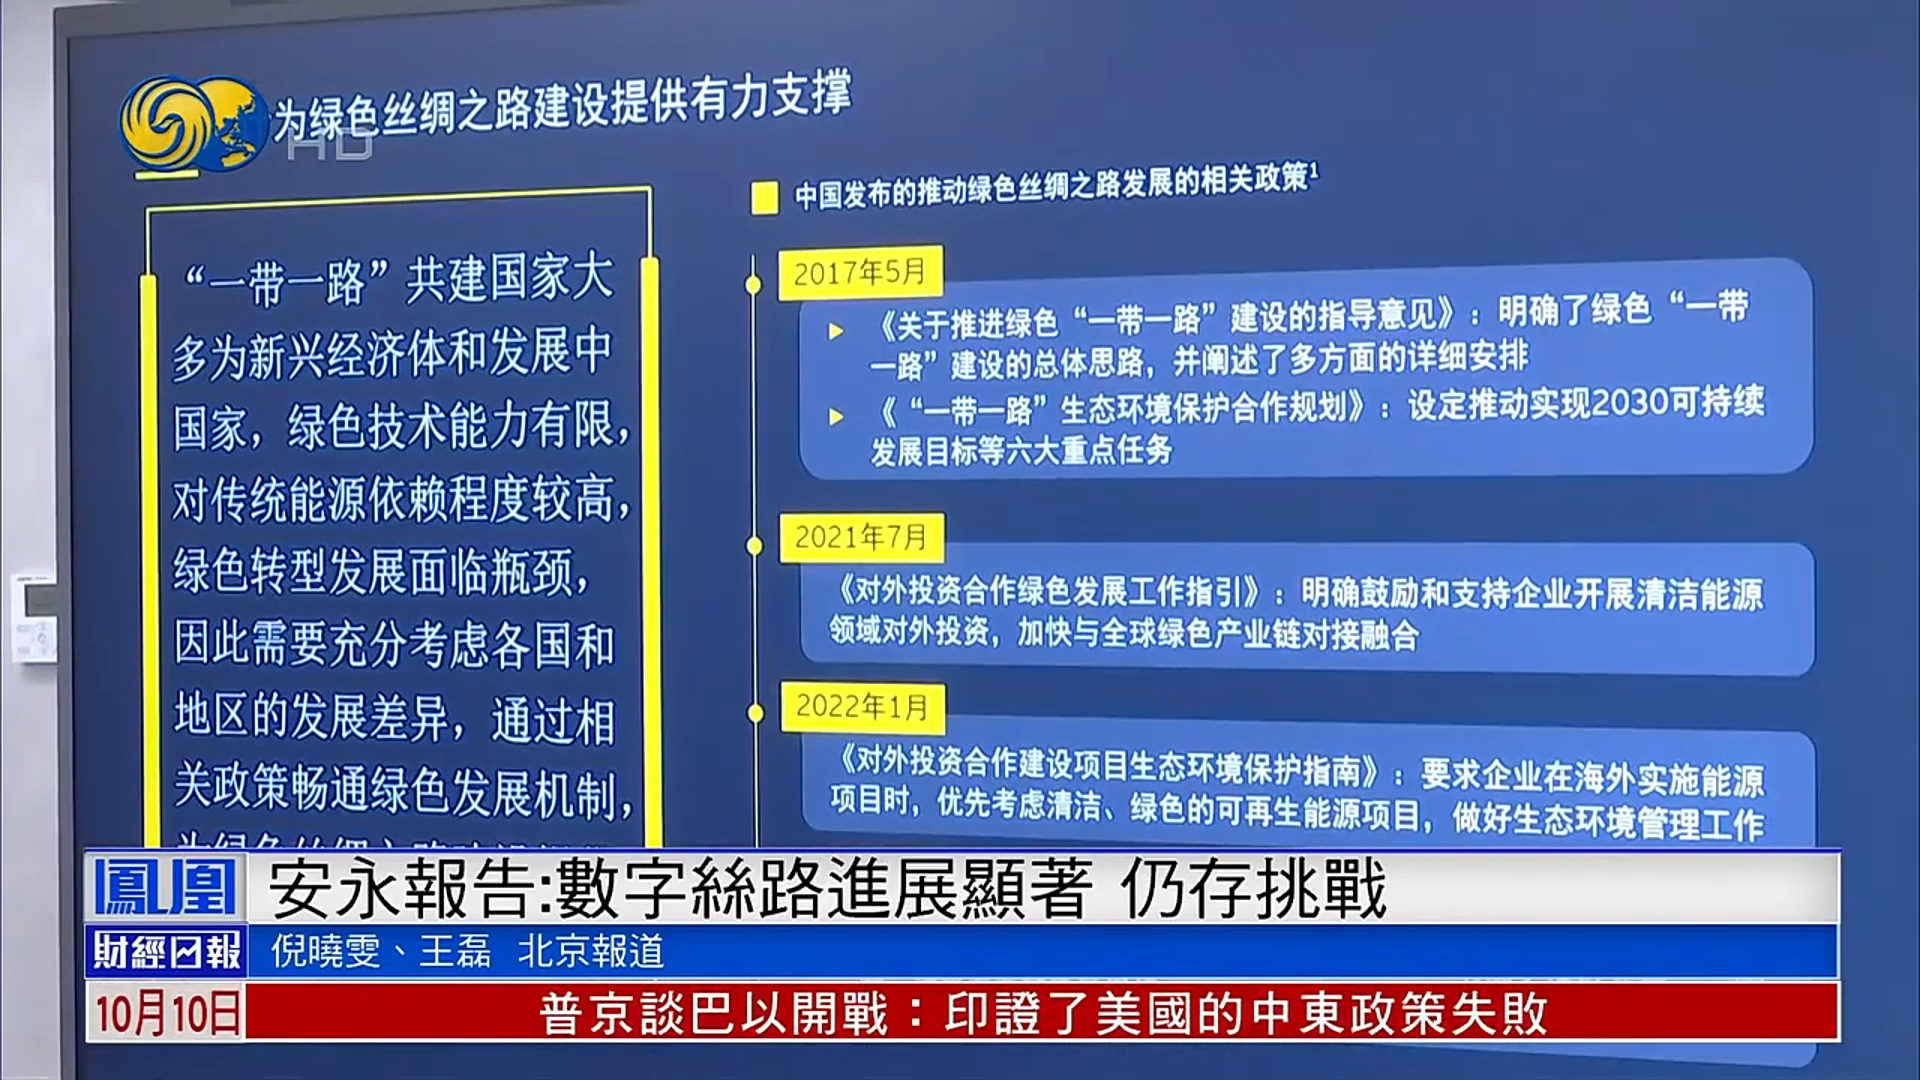 为绿色丝绸之路建设提供有力支撑
HD
“一带一路”共建国家大
多为新兴经济体和发展中
国家，绿色技术能力有限，
对传统能源依赖程度较高，
绿色转型发展面临瓶颈，
因此需要充分考虑各国和
地区的发展差异，通过相
关政策畅通绿色发展机制，
中国发布的推动绿色丝绸之路发展的相关政策1
2017年5月
《关于推进绿色“一带一路”建设的指导意见》：明确了绿色“一带
一路”建设的总体思路，并阐述了多方面的详细安排
《“一带一路”生态环境保护合作规划》：设定推动实现2030可持续
发展目标等六大重点任务
2021年7月
《对外投资合作绿色发展工作指引》：明确鼓励和支持企业开展清洁能源
领域对外投资，加快与全球绿色产业链对接融合
2022年1月
《对外投资合作建设项目生态环境保护指南》：要求企业在海外实施能源
项目时，优先考虑清洁、绿色的可再生能源项目，做好生态环境管理工作
鳳凰
安永報告:數字絲路進展顯著 仍存挑戰
財經日報
倪曉雯、王磊 北京報道
10月10日
普京談巴以開戰：印證了美國的中東政策失敗